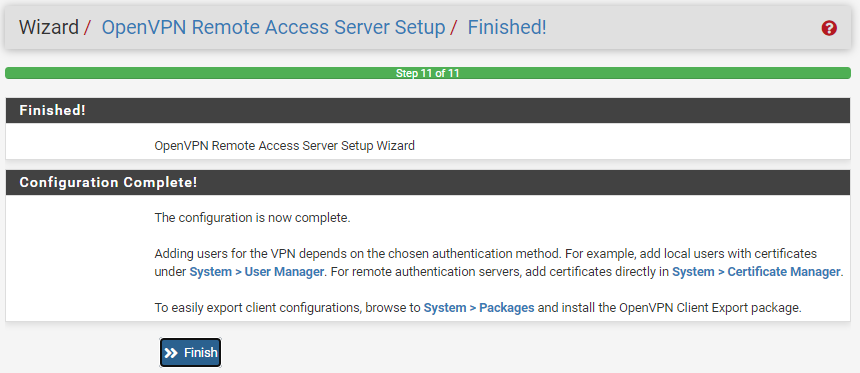 Wizard / OpenVPN Remote Access Server Setup / Finished!
Step 11 of 11
Finished!
OpenVPN Remote Access Server Setup Wizard
Configuration Complete!
The configuration is now complete.
Adding users for the VPN depends on the chosen authentication method. For example, add local users with certificates
under System > User Manager. For remote authentication servers, add certificates directly in System > Certificate Manager.
To easily export client configurations, browse to System > Packages and install the OpenVPN Client Export package.
Finish